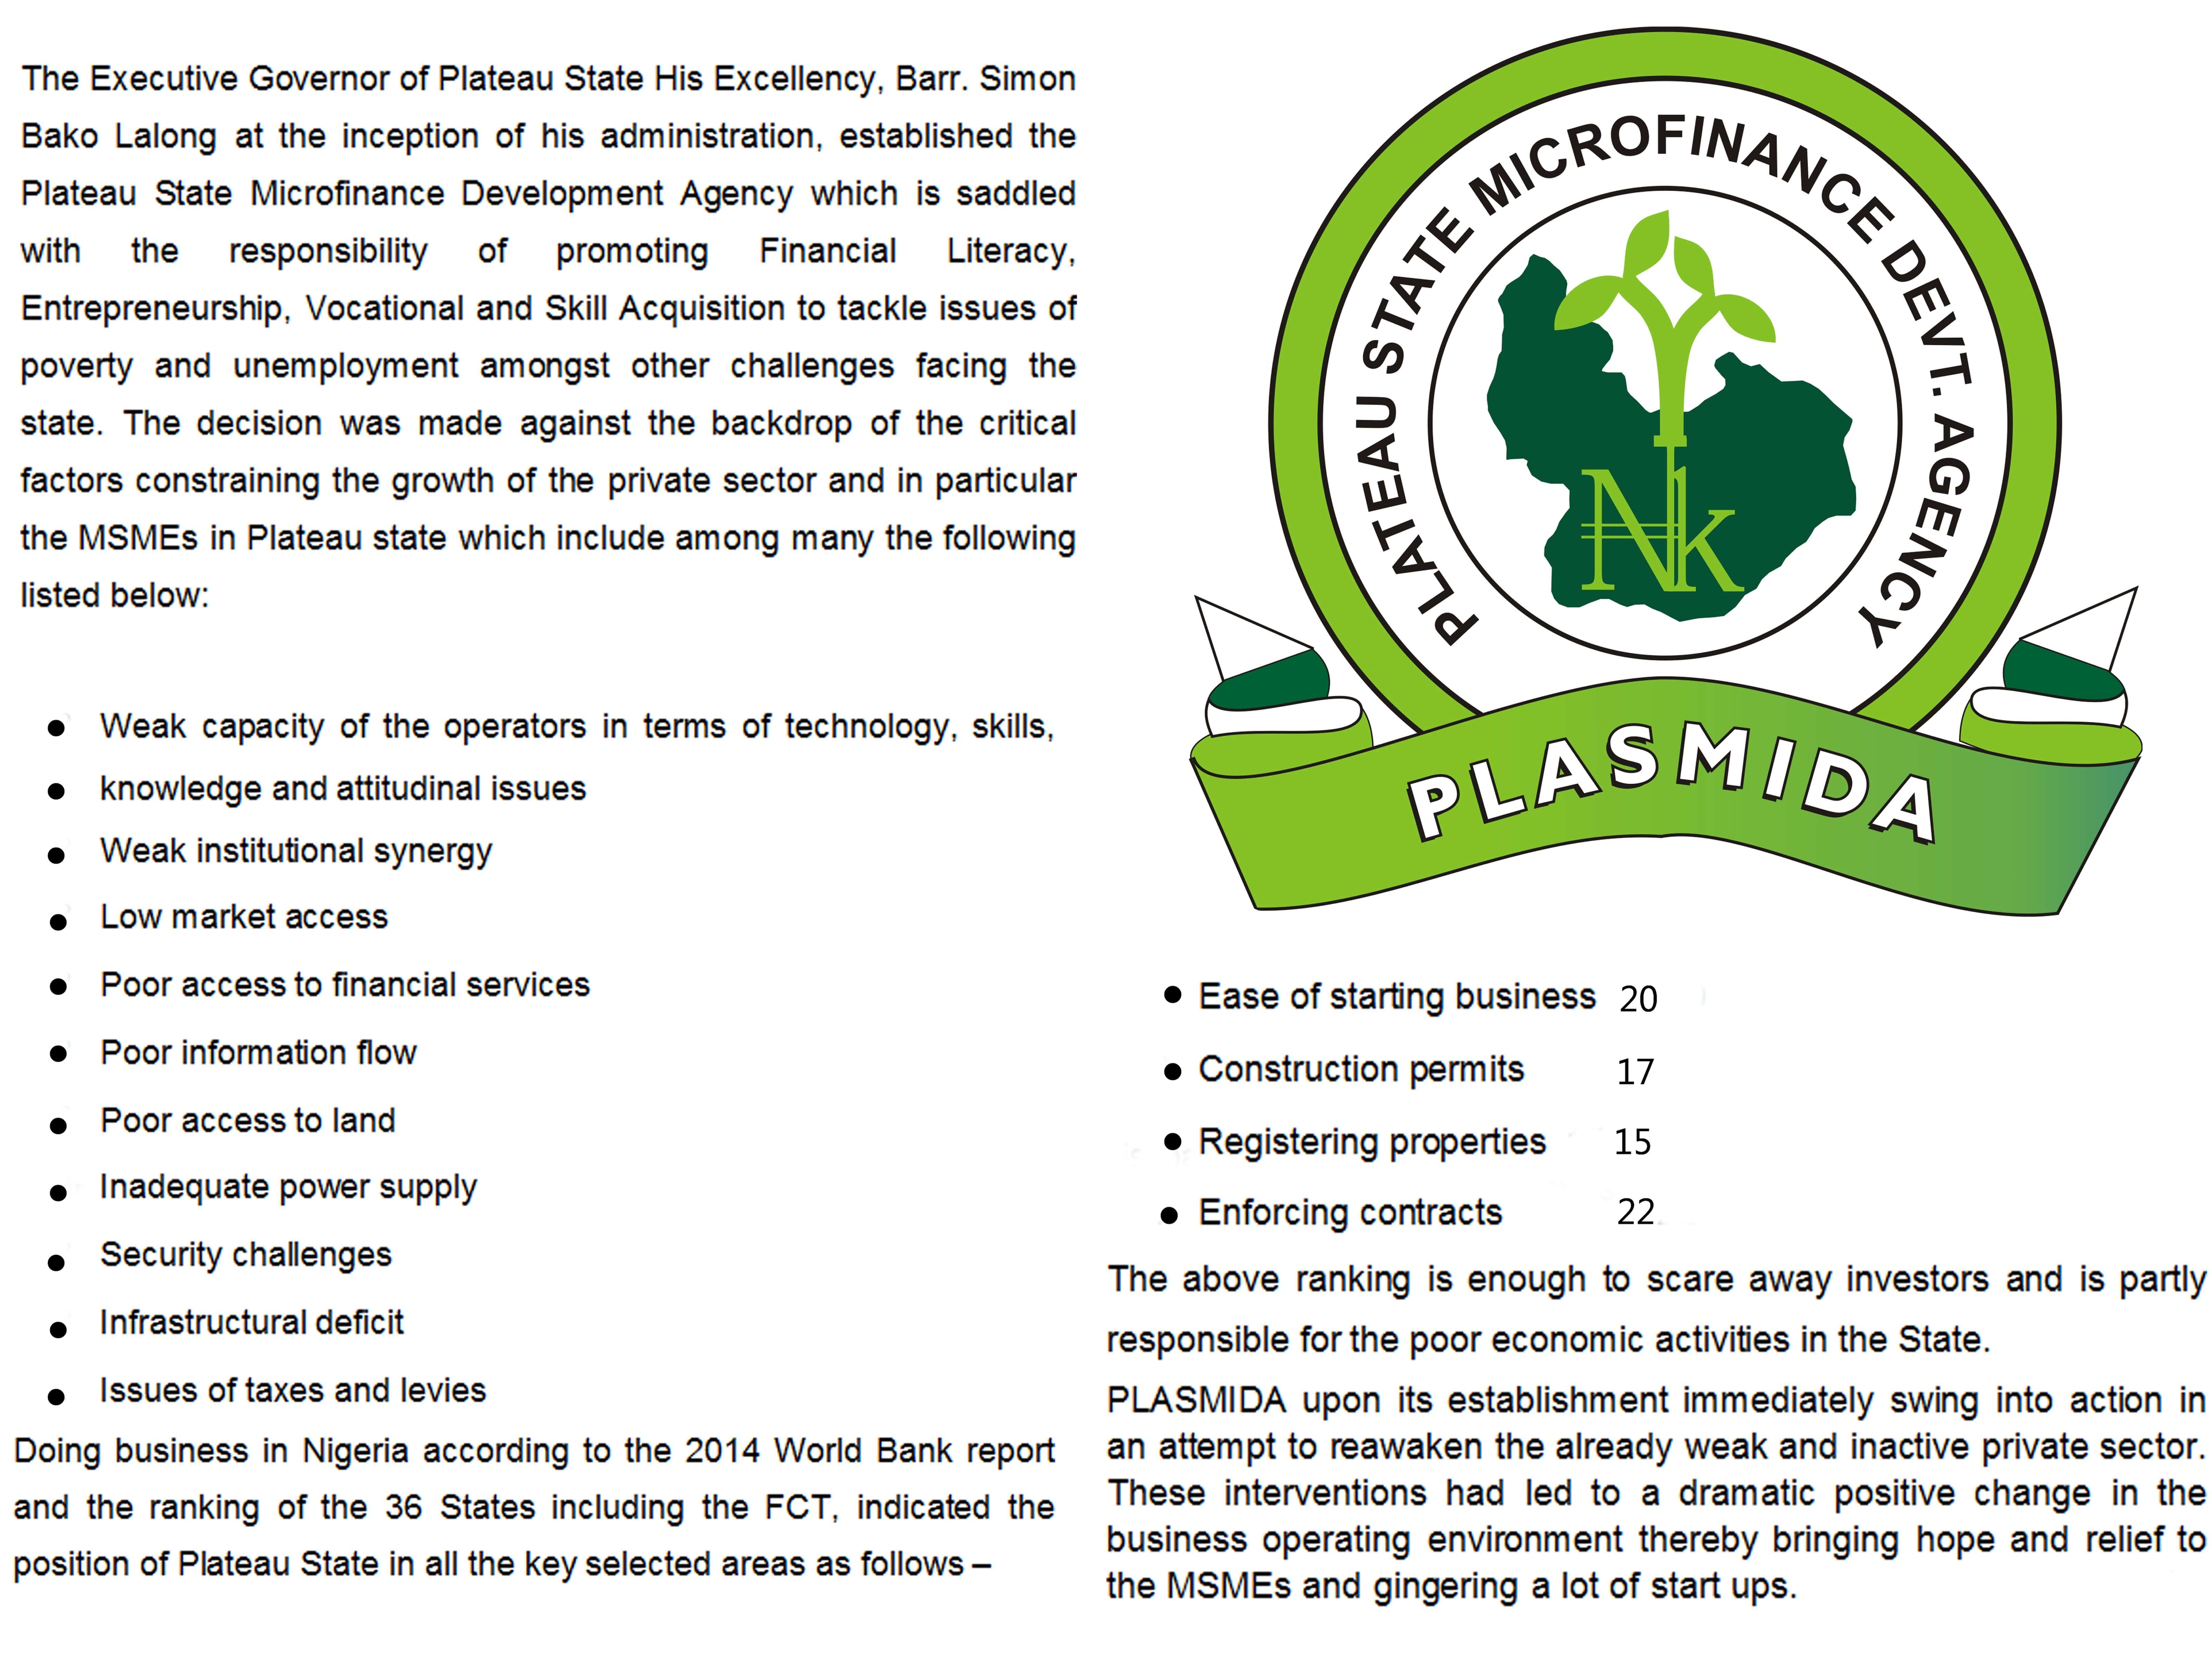 The Executive Governor of Plateau State His Excellency, Barr. Simon
Bako Lalong at the inception of his administration, established the
Plateau State Microfinance Development Agency which is saddled
with the responsibility of promoting Financial Literacy,
Entrepreneurship, Vocational and Skill Acquisition to tackle issues of
poverty and unemployment amongst other challenges facing the
state. The decision was made against the backdrop of the critical
factors constraining the growth of the private sector and in particular
the MSMEs in Plateau state which include among many the following
listed below:
• Weak capacity of the operators in terms of technology, skills,
• knowledge and attitudinal issues
• Weak institutional synergy
• Low market access
• Poor access to financial services
• Poor information flow
• Poor access to land
• Inadequate power supply
• Security challenges
• Infrastructural deficit
• Issues of taxes and levies
Doing business in Nigeria according to the 2014 World Bank report
and the ranking of the 36 States including the FCT, indicated the
position of Plateau State in all the key selected areas as follows –
PLATEAU STATE MICROFINANCE DEVT. AGENCY
₦k
PLASMIDA
• Ease of starting business 20
• Construction permits 17
• Registering properties 15
• Enforcing contracts 22
The above ranking is enough to scare away investors and is partly
responsible for the poor economic activities in the State.
PLASMIDA upon its establishment immediately swing into action in
an attempt to reawaken the already weak and inactive private sector.
These interventions had led to a dramatic positive change in the
business operating environment thereby bringing hope and relief to
the MSMEs and gingering a lot of start ups.